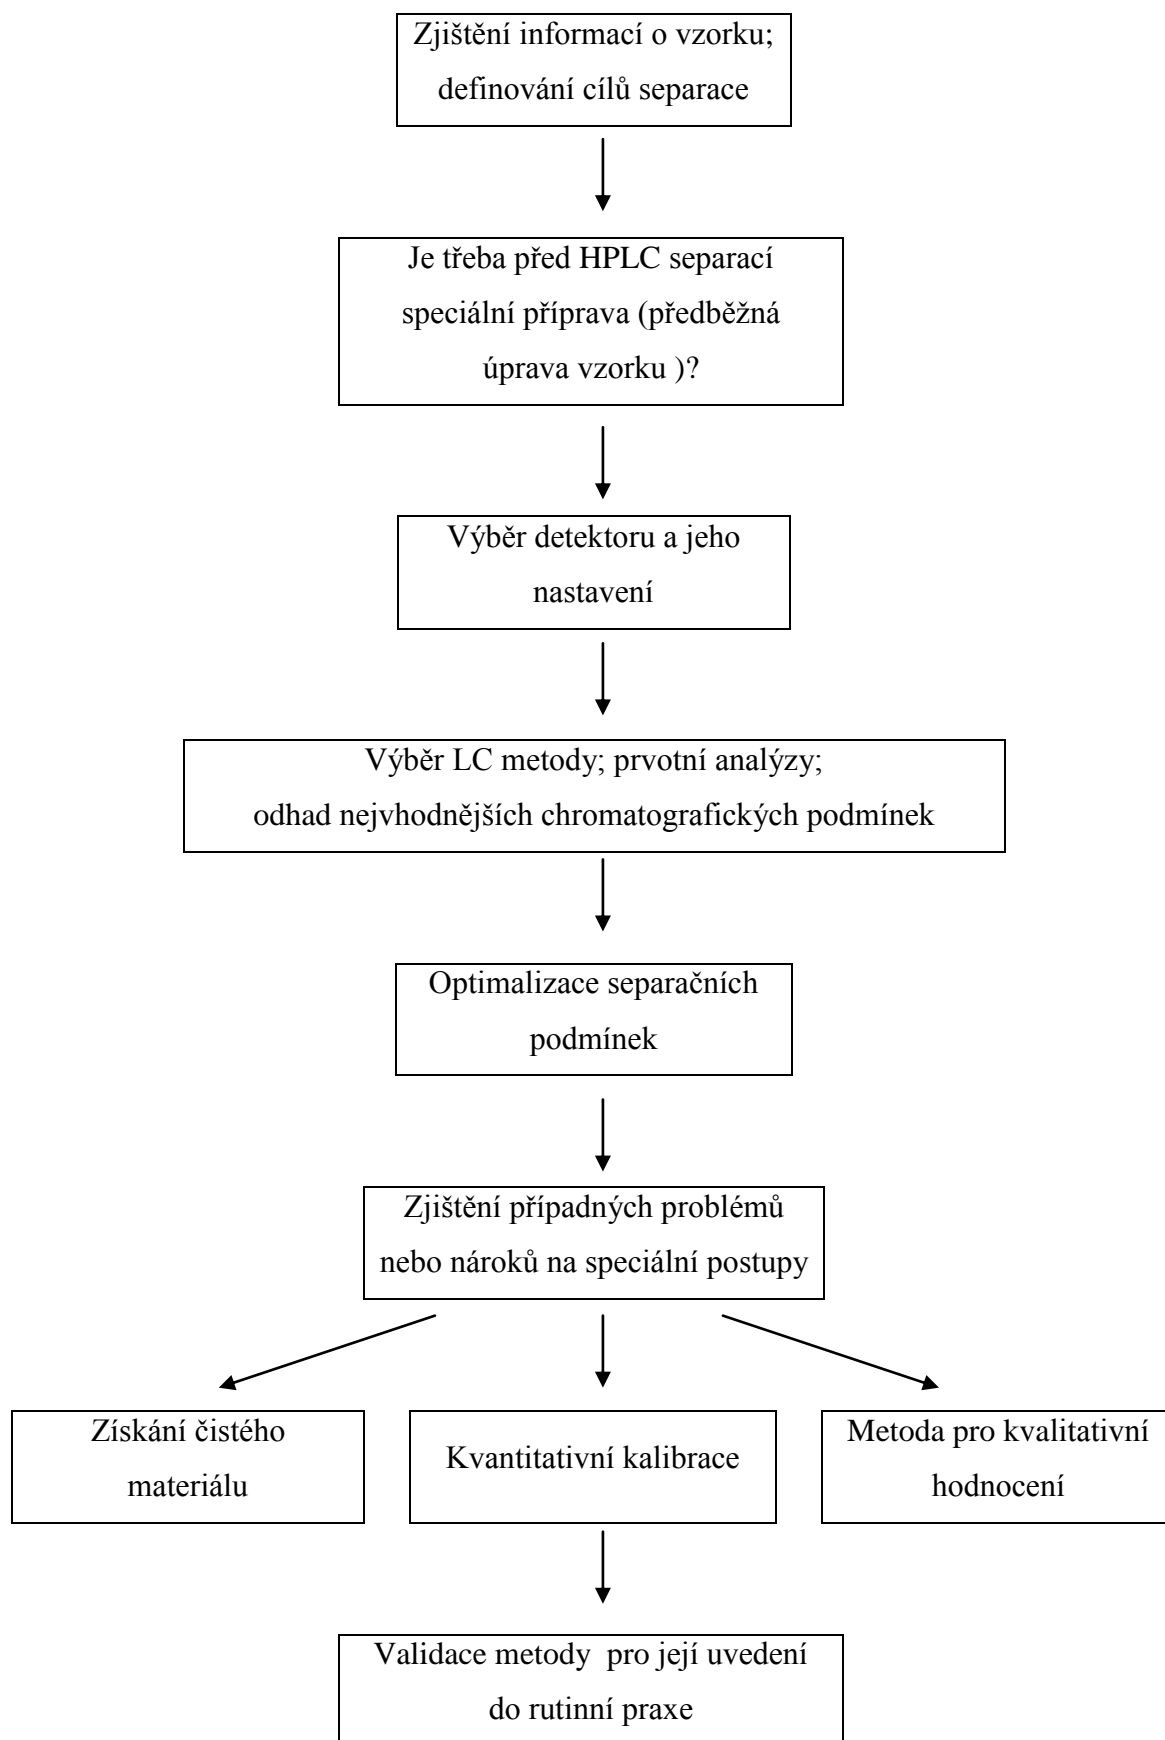 Zjištění informací o vzorku;
definování cílů separace
Je třeba před HPLC separací
speciální příprava (předběžná
úprava vzorku )?
Výběr detektoru a jeho
nastavení
Výběr LC metody; prvotní analýzy;
odhad nejvhodnějších chromatografických podmínek
Optimalizace separačních
podmínek
Zjištění případných problémů
nebo nároků na speciální postupy
Získání čistého
materiálu
Kvantitativní kalibrace
Metoda pro kvalitativní
hodnocení
Validace metody  pro její uvedení
do rutinní praxe